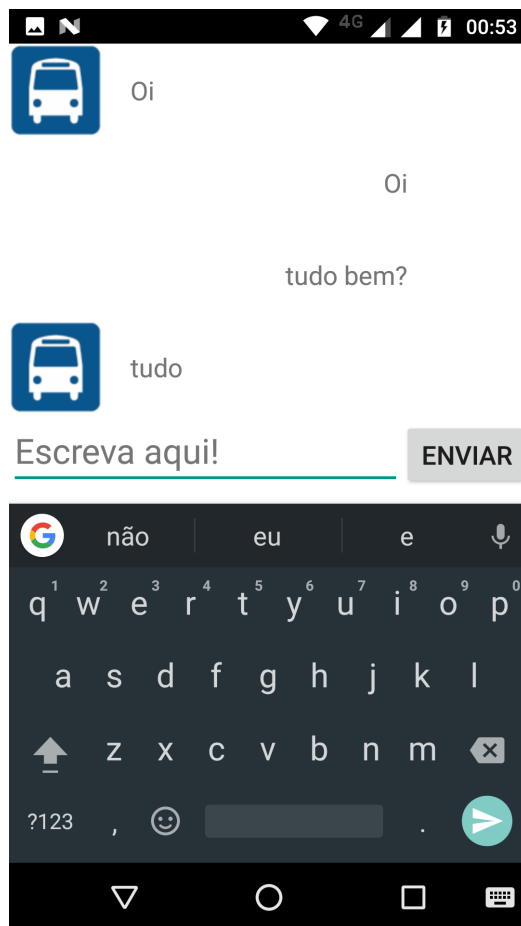 4G 00:53
Oi
Oi
tudo bem?
tudo
Escreva aqui! ENVIAR
não eu e
1 2 3 4 5 6 7 8 9 0
q w e r t y u i o p
a s d f g h j k l
z x c v b n m
?123 , .